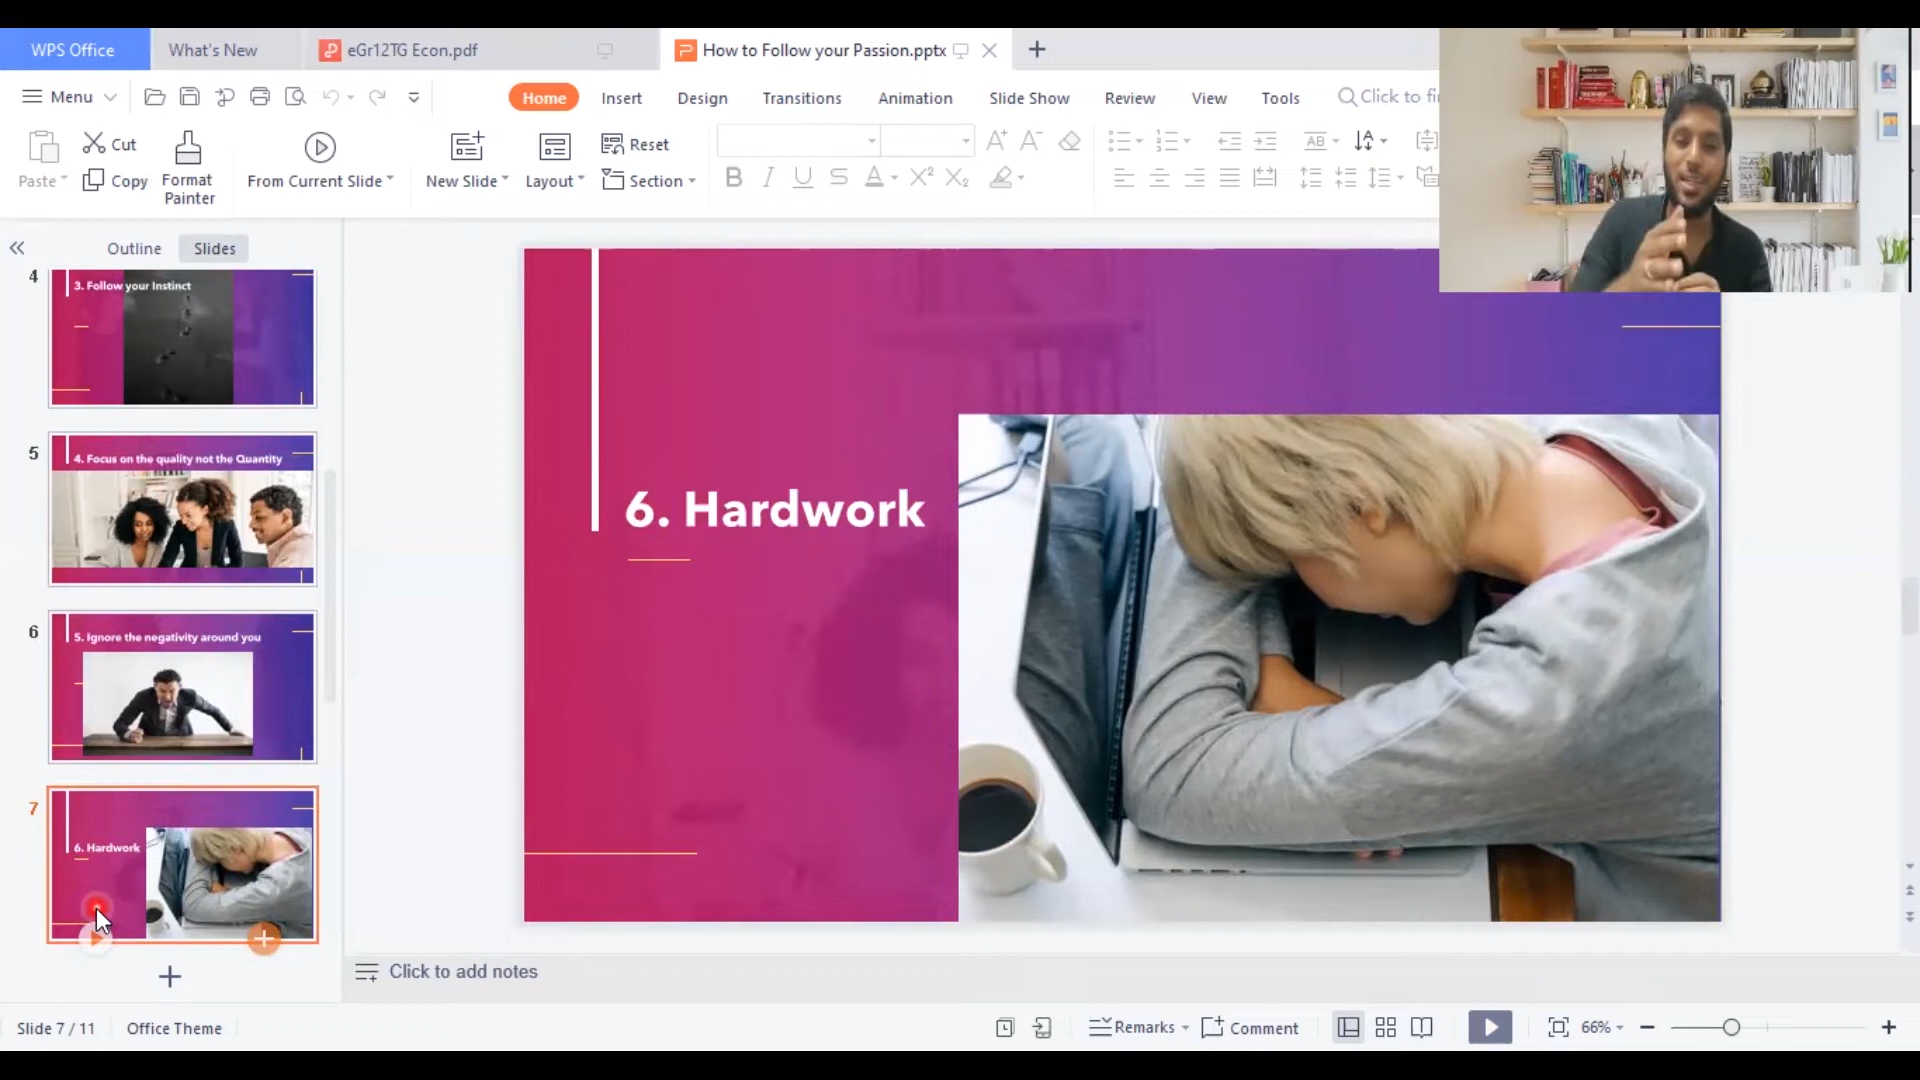 WPS Office
What's New
eGr12TG Econ.pdf
How to Follow your Passion.pptx
Menu
Home
Insert
Design
Transitions
Animation
Slide Show
Review
View
Tools
Click to fi
Paste
Cut
Copy
Format
Painter
From Current Slide
New Slide
Layout
Reset
Section
Outline
Slides
4
3. Follow your Instinct
5
4. Focus on the quality not the Quantity
6
5. Ignore the negativity around you
7
6. Hardwork
6. Hardwork
Click to add notes
Slide 7 / 11
Office Theme
Remarks
Comment
66%